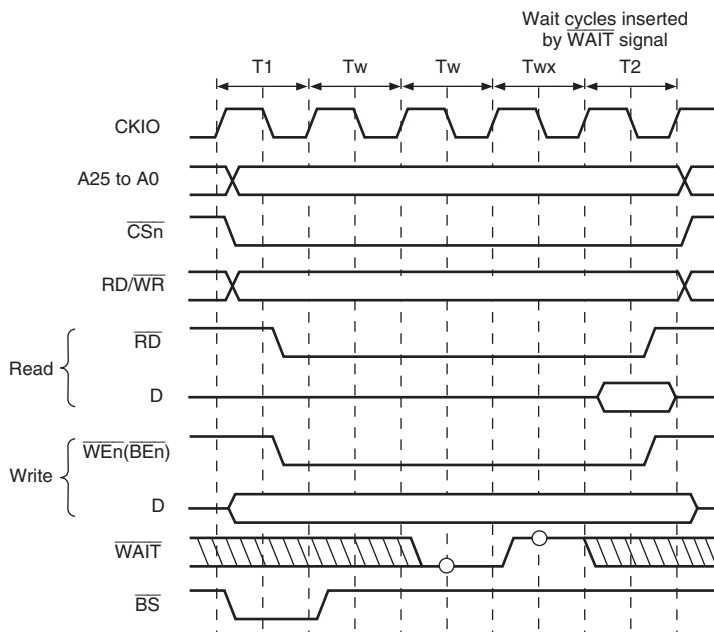 Wait cycles inserted
by WAIT signal
T1 Tw Tw Twx T2
CKIO
A25 to A0
CSn
RD/WR
Read
RD
D
Write
WEn(BEn)
D
WAIT
BS